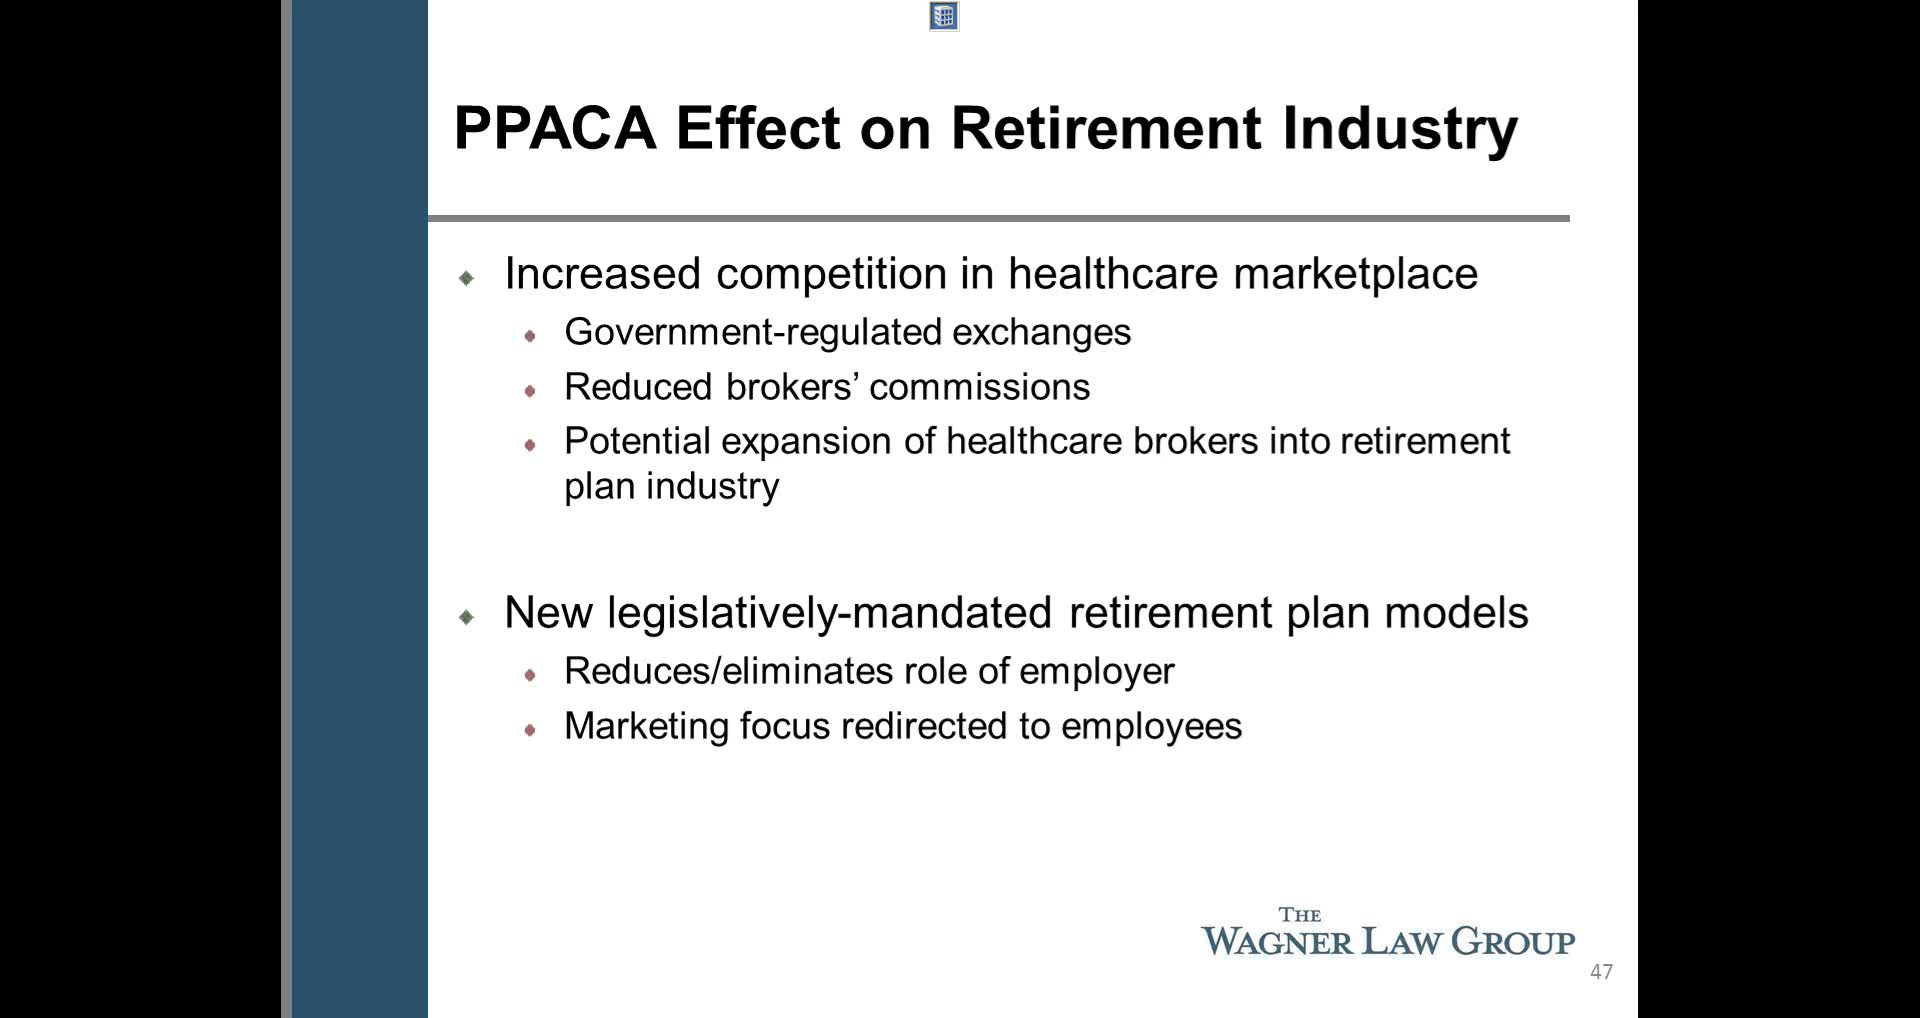 PPACA Effect on Retirement Industry
Increased competition in healthcare marketplace
Government-regulated exchanges
Reduced brokers’ commissions
Potential expansion of healthcare brokers into retirement
plan industry
New legislatively-mandated retirement plan models
Reduces/eliminates role of employer
Marketing focus redirected to employees
THE
WAGNER LAW GROUP
47